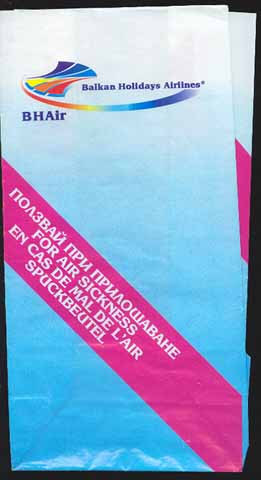 Balkan Holidays Airlines®
BHAir
ПОЛЗВАЙ ПРИ ПРИЛОШАВАНЕ
FOR AIR SICKNESS
EN CAS DE MAL DE L'AIR
SPUCKBEUTEL